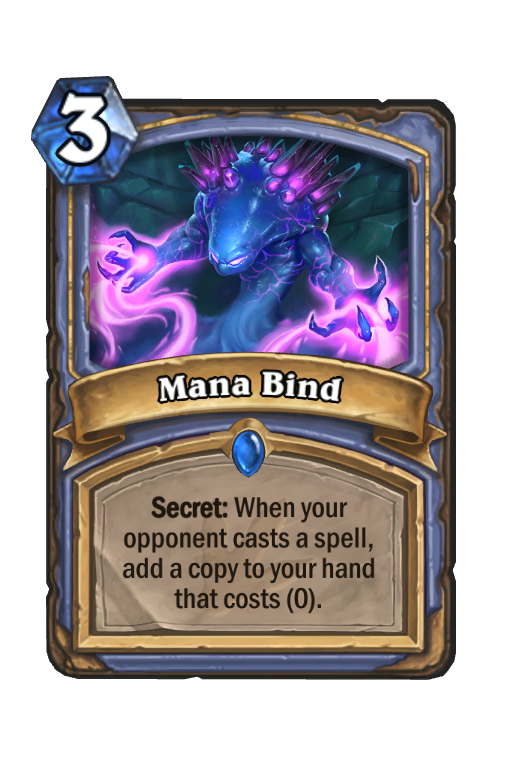 3
Mana Bind
Secret: When your
opponent casts a spell,
add a copy to your hand
that costs (0).